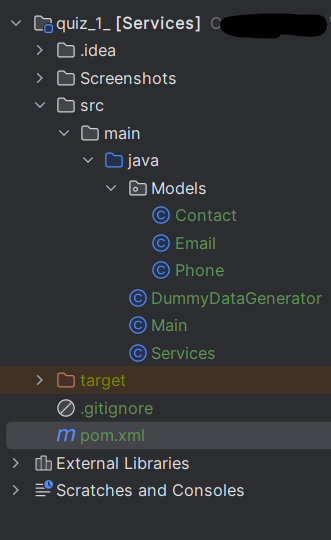 quiz_1_ [Services]
.idea
Screenshots
src
main
java
Models
Contact
Email
Phone
DummyDataGenerator
Main
Services
target
.gitignore
pom.xml
External Libraries
Scratches and Consoles